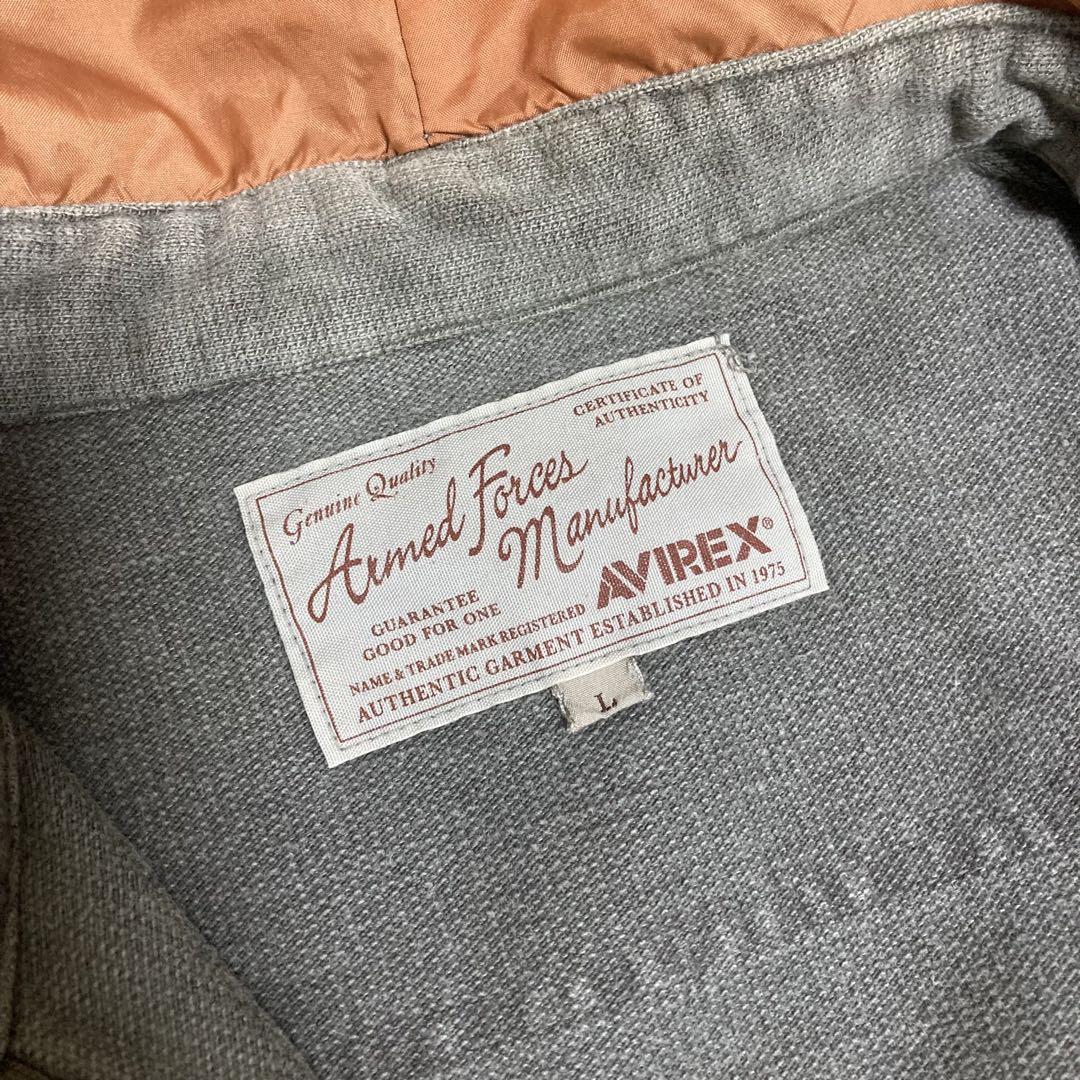 Genuine Quality
CERTIFICATE OF
AUTHENTICITY
Armed Forces
Manufacturer
GUARANTEE
GOOD FOR ONE
AVIREX®
NAME & TRADE MARK REGISTERED
AUTHENTIC GARMENT ESTABLISHED IN 1975
L